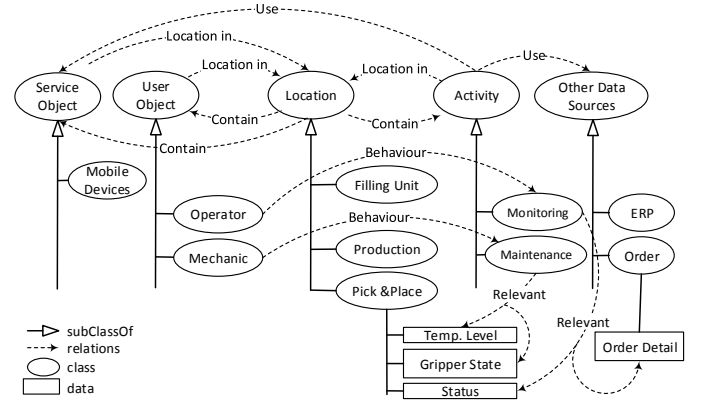 Use
Location in
Location in
Location in
Use
Service
Object
User
Object
Location
Activity
Other Data
Sources
Contain
Contain
Contain
Behaviour
Mobile
Devices
Filling Unit
Operator
Monitoring
ERP
Behaviour
Mechanic
Production
Maintenance
Order
Pick &Place
Relevant
Relevant
Temp. Level
Gripper State
Status
Order Detail
subClassOf
relations
class
data